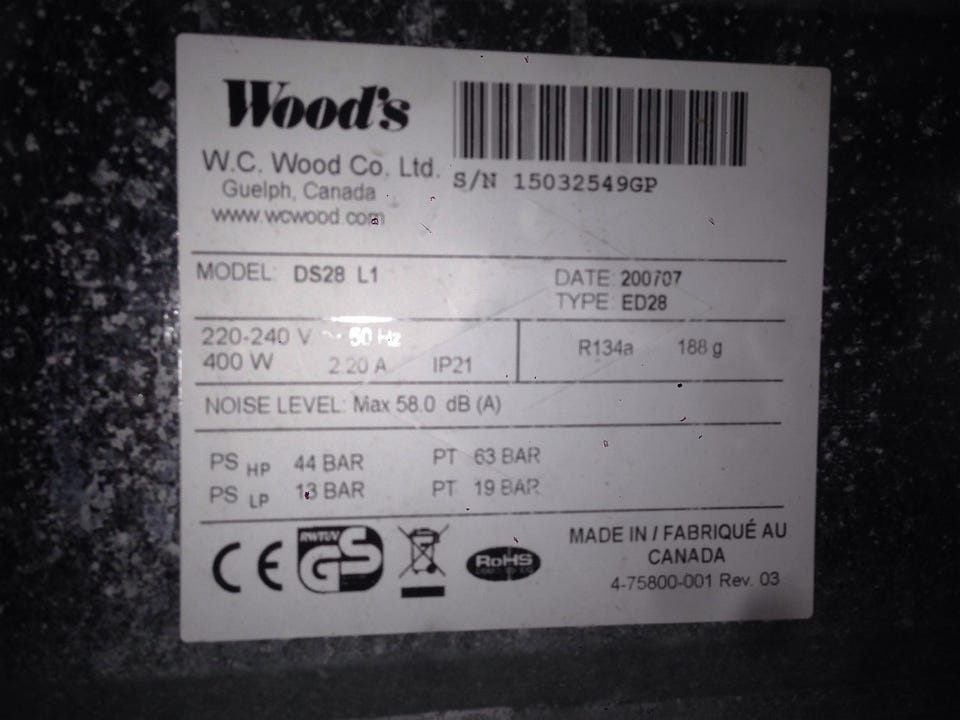 Wood's
W.C. Wood Co. Ltd.
Guelph, Canada
www.wcwood.com
S/N 15032549GP
MODEL: DS28 L1
DATE: 200707
TYPE: ED28
220-240 V ~ 50 Hz
400 W 2.20 A IP21
R134a 188 g
NOISE LEVEL: Max 58.0 dB (A)
PS HP 44 BAR PT 63 BAR
PS LP 13 BAR PT 19 BAR
CE
RWTUV
GS
RoHS
MADE IN / FABRIQUÉ AU
CANADA
4-75800-001 Rev. 03